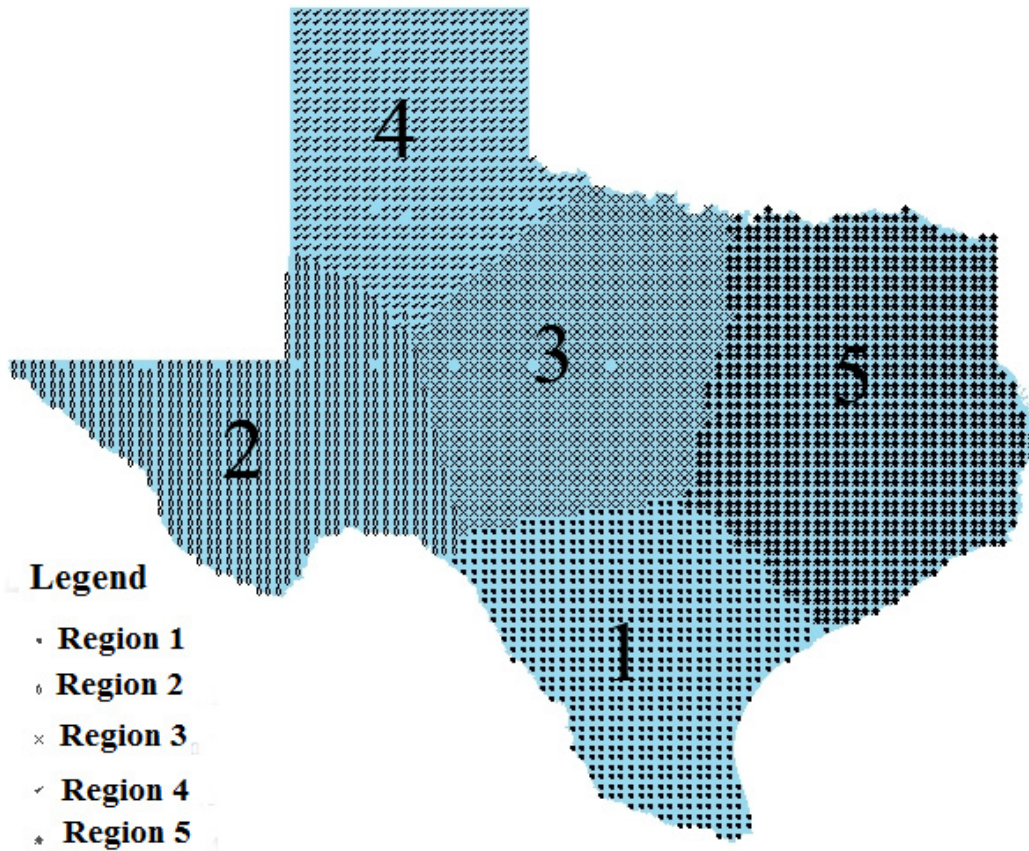 4
3
5
2
1
Legend
Region 1
Region 2
Region 3
Region 4
Region 5